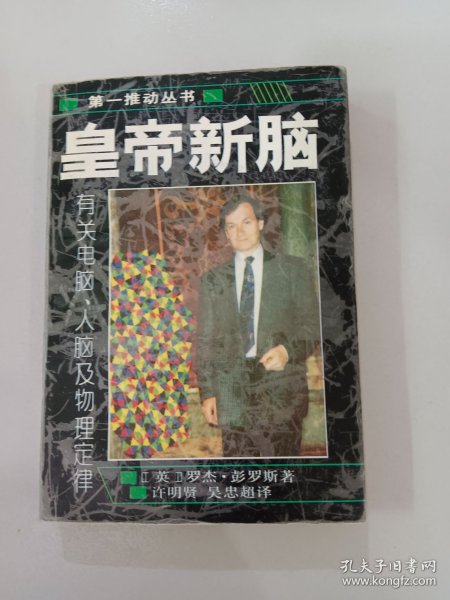 第一推动丛书
皇帝新脑
有关电脑、人脑及物理定律
[英]罗杰·彭罗斯著
许明贤 吴忠超译
孔夫子旧书网
www.kongfz.com